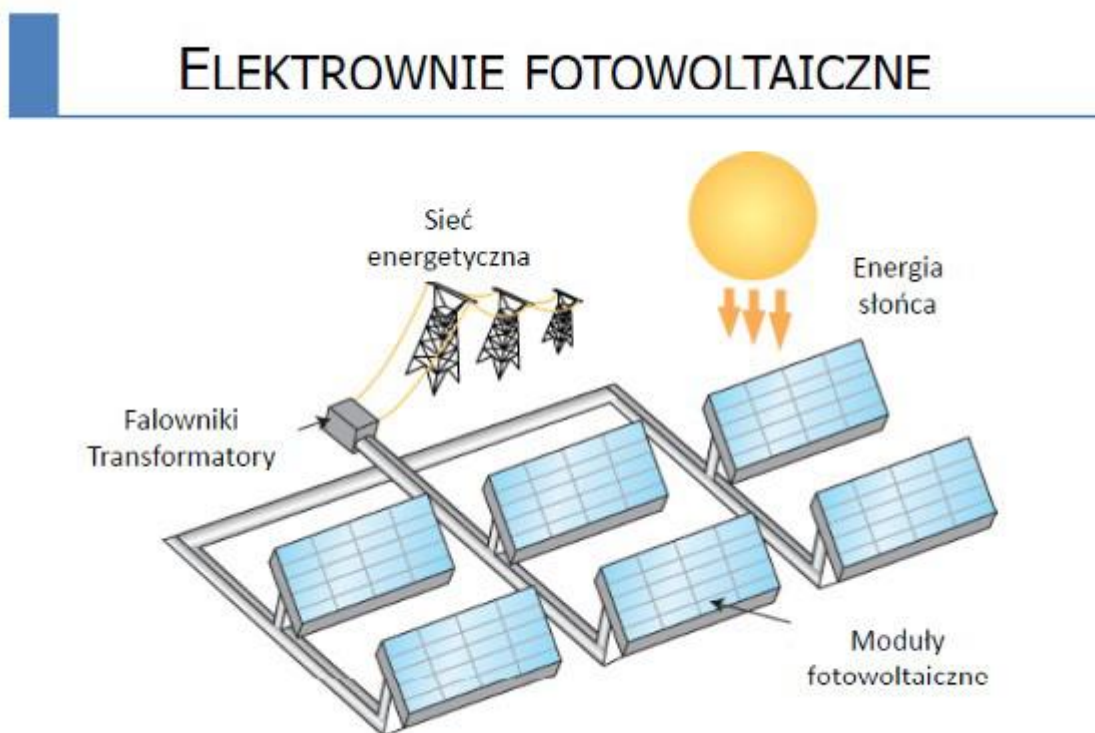 ELEKTROWNIE FOTOWOLTAICZNE
Sieć
energetyczna
Energia
słońca
Falowniki
Transformatory
Moduły
fotowoltaiczne